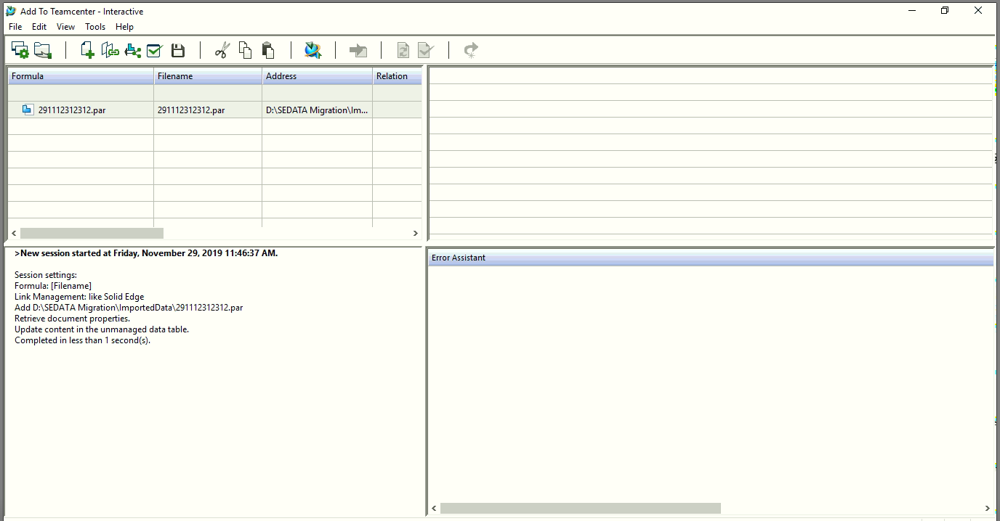 Add To Teamcenter - Interactive
File Edit View Tools Help
Formula Filename Address Relation
291112312312.par 291112312312.par D:\SEDATA Migration\Im...
>New session started at Friday, November 29, 2019 11:46:37 AM.
Session settings:
Formula: [Filename]
Link Management: like Solid Edge
Add D:\SEDATA Migration\ImportedData\291112312312.par
Retrieve document properties.
Update content in the unmanaged data table.
Completed in less than 1 second(s).
Error Assistant